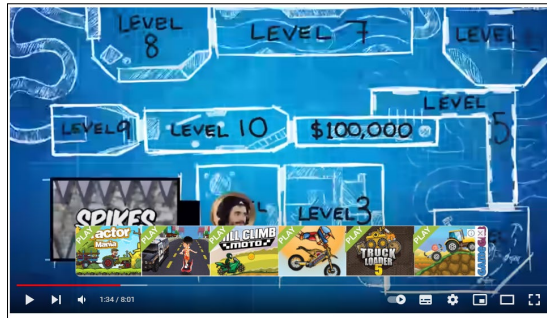 LEVEL 8
LEVEL 7
LEVEL
LEVEL 9
LEVEL 10
$100,000
LEVEL 5
SPIKES
LEVEL 3
PLAY
actor
Mania
PLAY
PLAY
HILL CLIMB
MOTO
PLAY
PLAY
TRUCK
LOADER
5
PLAY
1:34 / 8:01